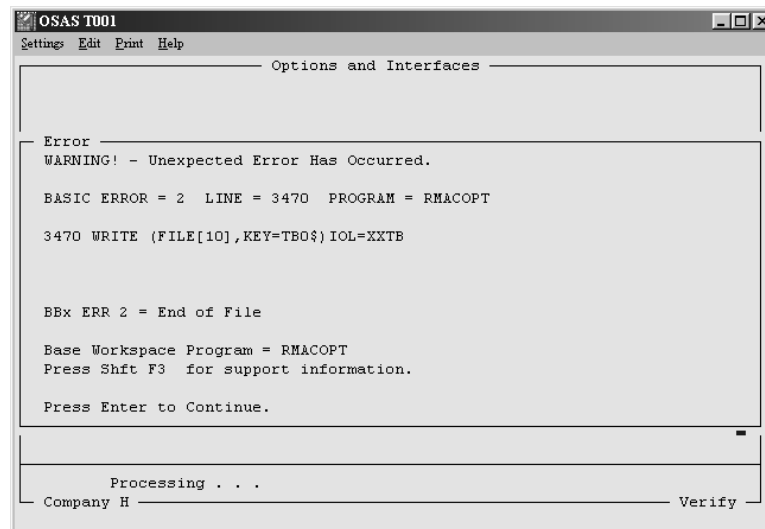 OSAS T001
Settings Edit Print Help
Options and Interfaces
Error
WARNING! - Unexpected Error Has Occurred.
BASIC ERROR = 2 LINE = 3470 PROGRAM = RMACOPT
3470 WRITE (FILE[10],KEY=TB0$)IOL=XXTB
BBx ERR 2 = End of File
Base Workspace Program = RMACOPT
Press Shft F3 for support information.
Press Enter to Continue.
Processing . . .
Company H Verify